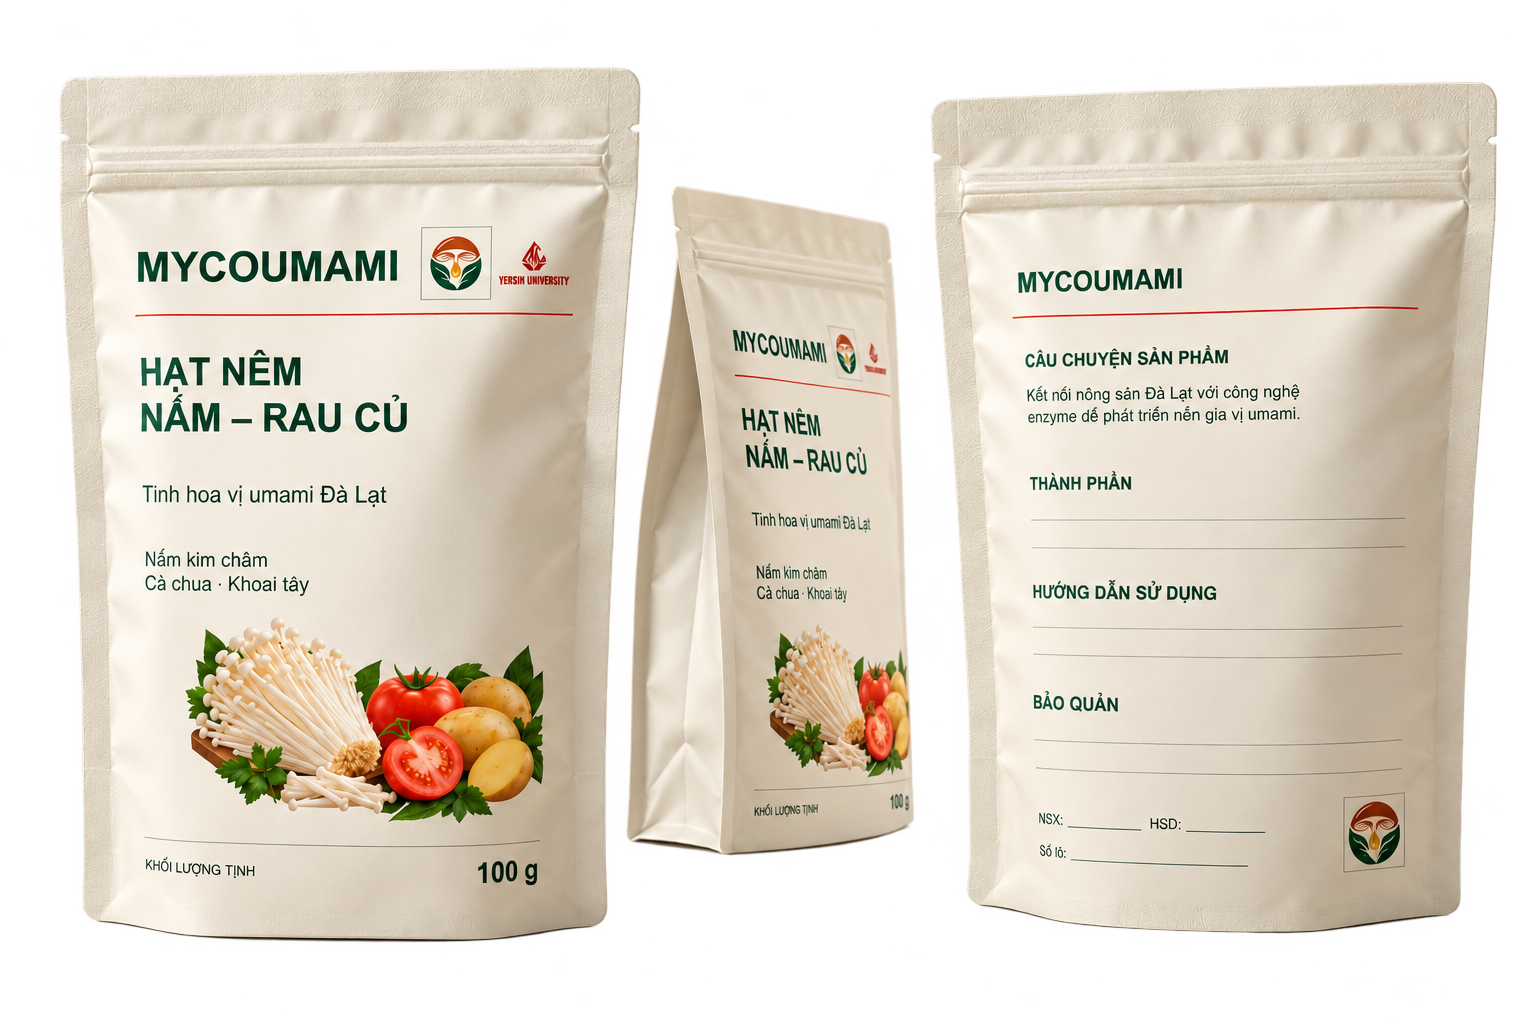 MYCOUMAMI
YERSIN UNIVERSITY
HẠT NÊM
NẤM – RAU CỦ
Tinh hoa vị umami Đà Lạt
Nấm kim châm
Cà chua · Khoai tây
KHỐI LƯỢNG TỊNH
100 g
MYCOUMAMI
HẠT NÊM
NẤM – RAU CỦ
Tinh hoa vị umami Đà Lạt
Nấm kim châm
Cà chua · Khoai tây
KHỐI LƯỢNG TỊNH
100 g
MYCOUMAMI
CÂU CHUYỆN SẢN PHẨM
Kết nối nông sản Đà Lạt với công nghệ
enzyme dể phát triển nến gia vị umami.
THÀNH PHẦN
HƯỚNG DẪN SỬ DỤNG
BẢO QUẢN
NSX: HSD:
Số lô: